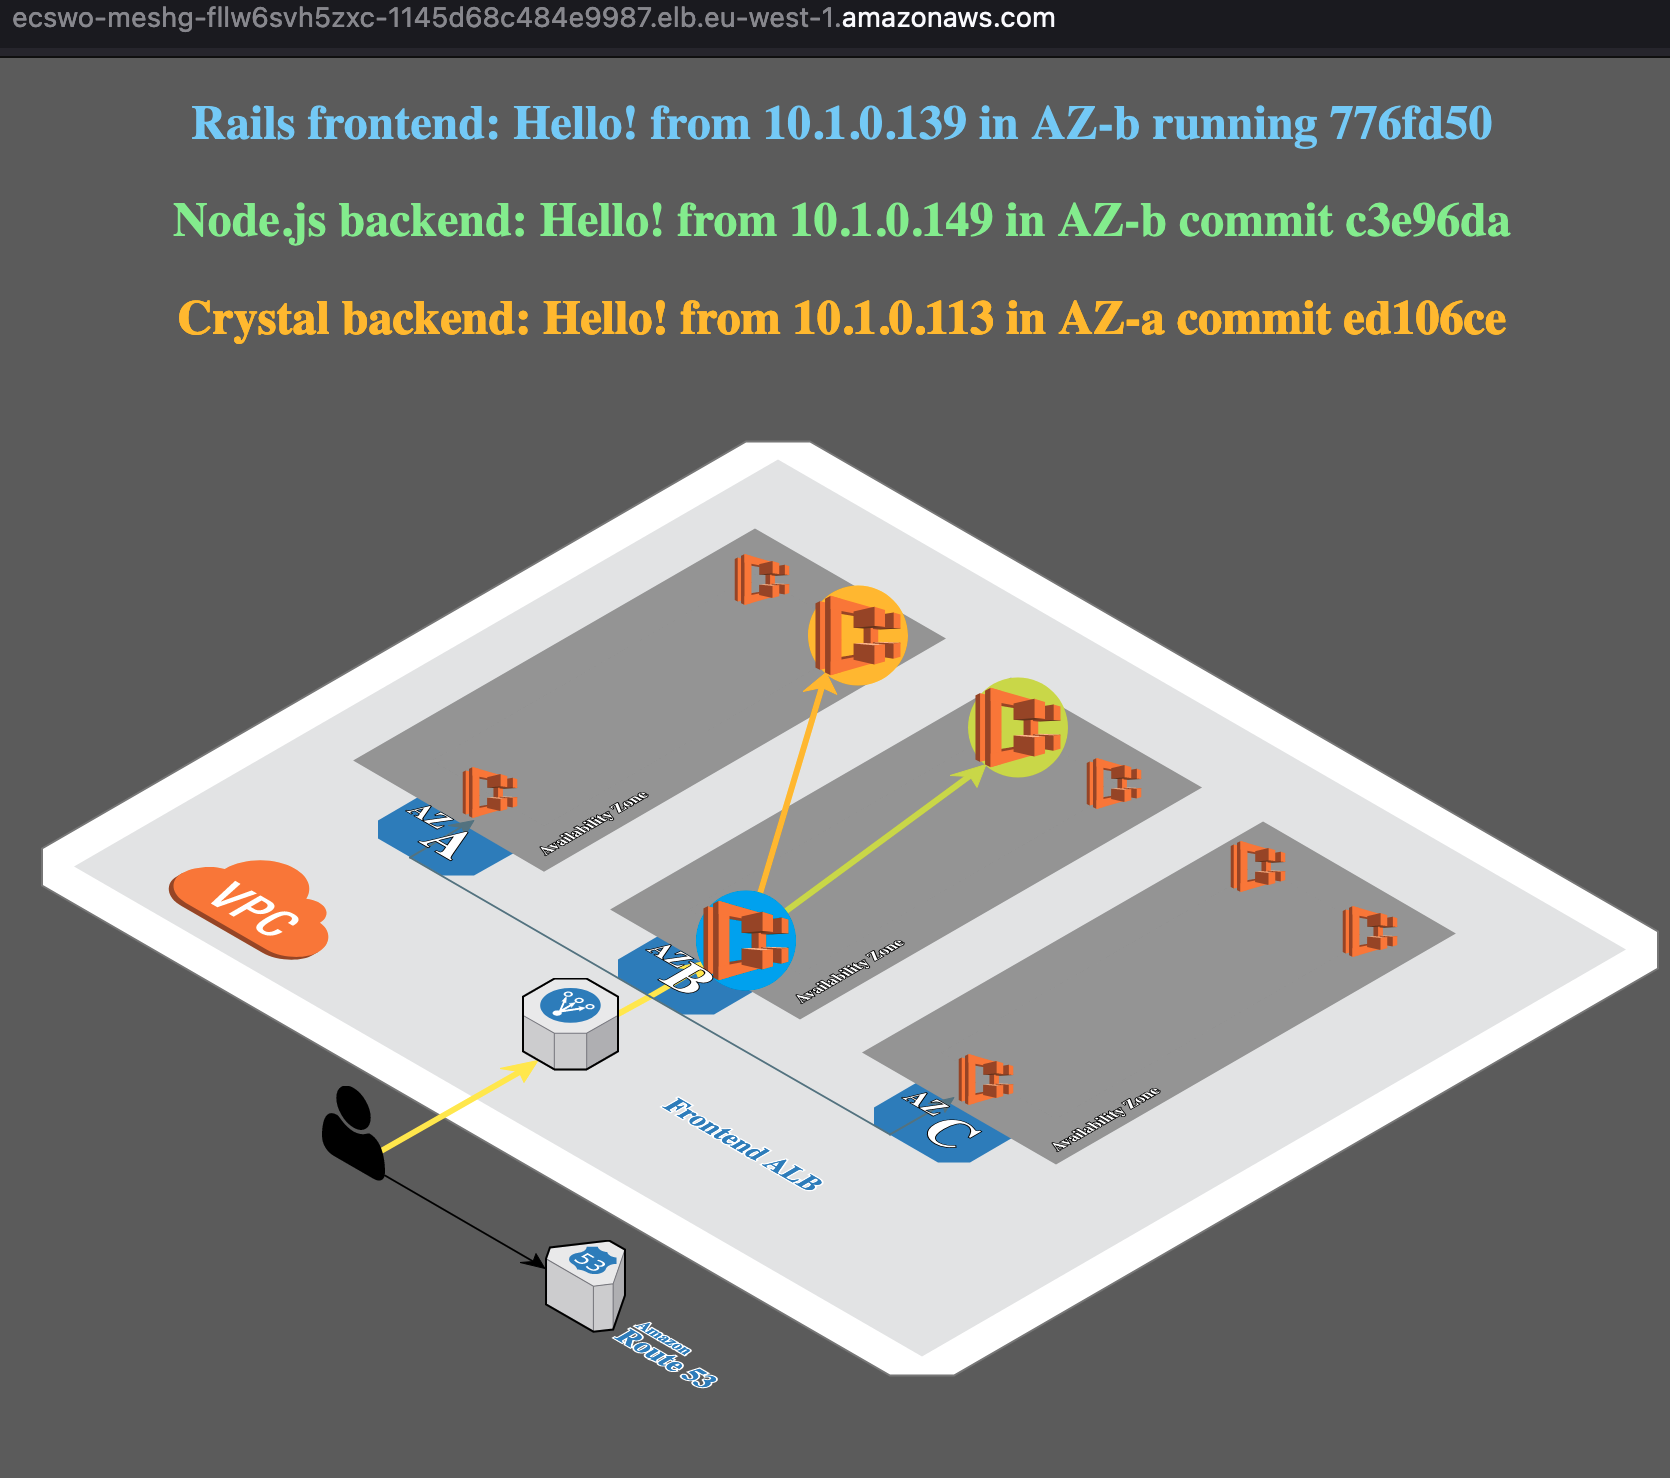 ecswo-meshg-fllw6svh5zxc-1145d68c484e9987.elb.eu-west-1.amazonaws.com
Rails frontend: Hello! from 10.1.0.139 in AZ-b running 776fd50
Node.js backend: Hello! from 10.1.0.149 in AZ-b commit c3e96da
Crystal backend: Hello! from 10.1.0.113 in AZ-a commit ed106ce
Availability Zone
AZ
A
VPC
Availability Zone
AZ
B
Availability Zone
AZ
C
Frontend ALB
53
Amazon
Route 53